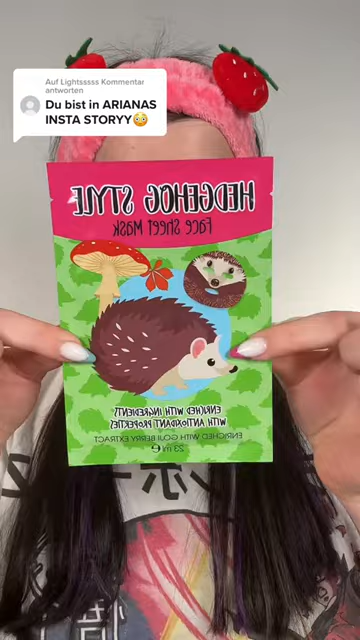 Auf Lightsssss Kommentar
antworten
Du bist in ARIANAS
INSTA STORYY😳
HEDGEHOG STYLE
Face Sheet Mask
ENRICHED WITH INGREDIENTS
WITH ANTIOXIDANT PROPERTIES
ENRICHED WITH GOJI BERRY EXTRACT
23 ml ℮